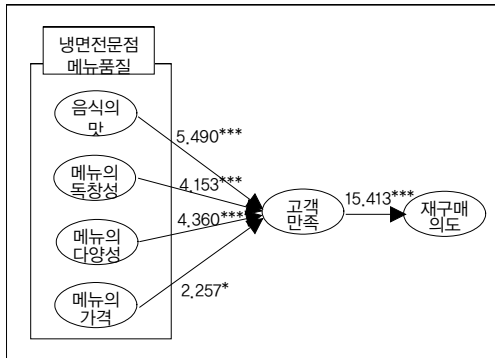 냉면전문점
메뉴품질
음식의
맛
5.490***
메뉴의
독창성
4.153***
메뉴의
다양성
4.360***
메뉴의
가격
2.257*
고객
만족
15.413***
재구매
의도